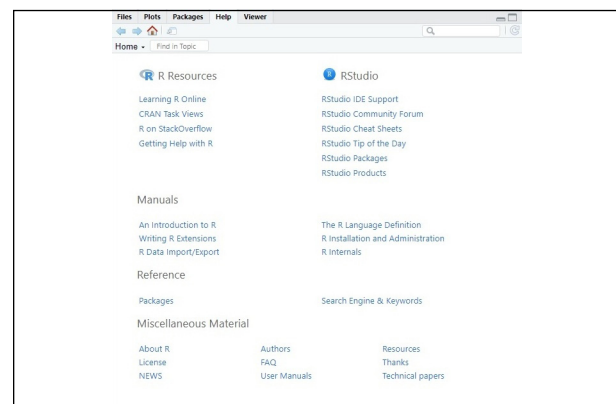 Files Plots Packages Help Viewer
Home Find in Topic
R Resources
Learning R Online
CRAN Task Views
R on StackOverflow
Getting Help with R
R RStudio
RStudio IDE Support
RStudio Community Forum
RStudio Cheat Sheets
RStudio Tip of the Day
RStudio Packages
RStudio Products
Manuals
An Introduction to R The R Language Definition
Writing R Extensions R Installation and Administration
R Data Import/Export R Internals
Reference
Packages Search Engine & Keywords
Miscellaneous Material
About R Authors Resources
License FAQ Thanks
NEWS User Manuals Technical papers